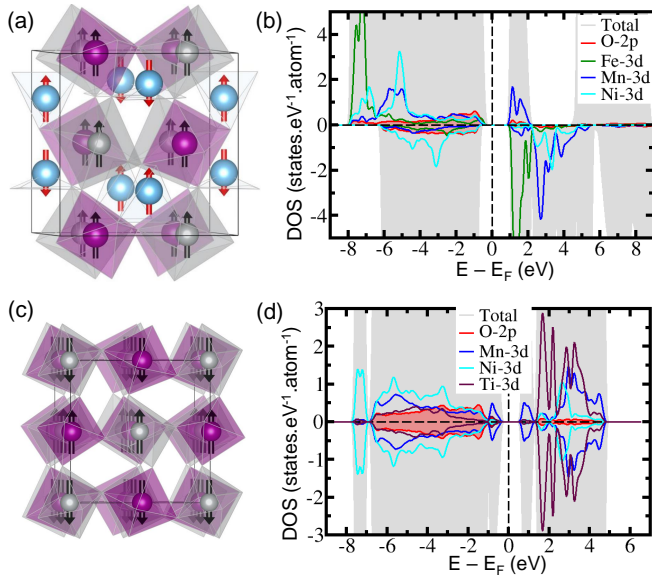 (a)
(b)
Total
O-2p
Fe-3d
Mn-3d
Ni-3d
DOS (states.eV⁻¹.atom⁻¹)
4
2
0
-2
-4
-8 -6 -4 -2 0 2 4 6 8
E − E_F (eV)
(c)
(d)
Total
O-2p
Mn-3d
Ni-3d
Ti-3d
DOS (states.eV⁻¹.atom⁻¹)
3
2
1
0
-1
-2
-3
-8 -6 -4 -2 0 2 4 6
E − E_F (eV)